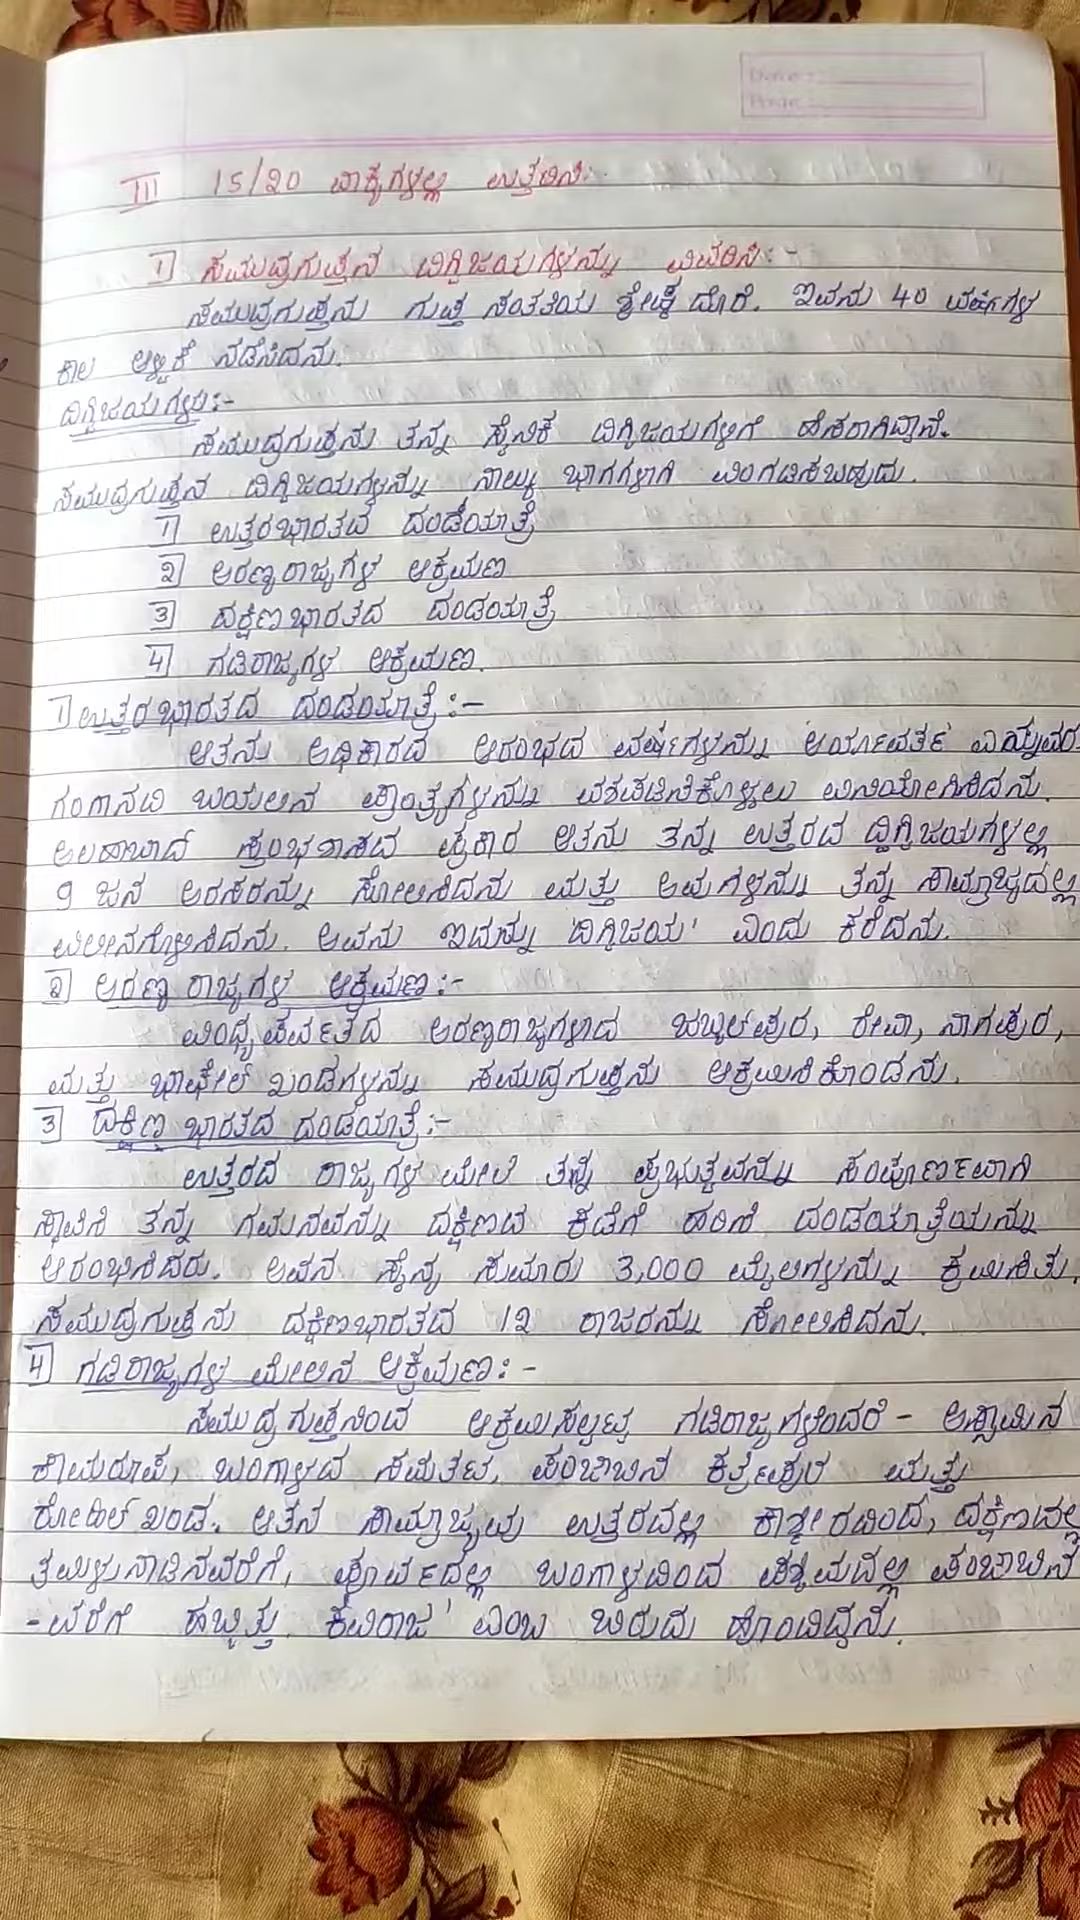 Date :
Page :
III 15/20 ವಾಕ್ಯಗಳಲ್ಲಿ ಉತ್ತರಿಸಿ:
1] ಸಮುದ್ರಗುಪ್ತನ ದಿಗ್ವಿಜಯಗಳನ್ನು ವಿವರಿಸಿ:-
ಸಮುದ್ರಗುಪ್ತನು ಗುಪ್ತ ಸಂತತಿಯ ಶ್ರೇಷ್ಠ ದೊರೆ. ಇವನು 40 ವರ್ಷಗಳ
ಕಾಲ ಆಳ್ವಿಕೆ ನಡೆಸಿದನು.
ದಿಗ್ವಿಜಯಗಳು:-
ಸಮುದ್ರಗುಪ್ತನು ತನ್ನ ಸೈನಿಕ ದಿಗ್ವಿಜಯಗಳಿಗೆ ಹೆಸರಾಗಿದ್ದಾನೆ.
ಸಮುದ್ರಗುಪ್ತನ ದಿಗ್ವಿಜಯಗಳನ್ನು ನಾಲ್ಕು ಭಾಗಗಳಾಗಿ ವಿಂಗಡಿಸಬಹುದು.
1] ಉತ್ತರಭಾರತದ ದಂಡೆಯಾತ್ರೆ
2] ಅರಣ್ಯರಾಜ್ಯಗಳ ಆಕ್ರಮಣ
3] ದಕ್ಷಿಣಭಾರತದ ದಂಡಯಾತ್ರೆ
4] ಗಡಿರಾಜ್ಯಗಳ ಆಕ್ರಮಣ.
1] ಉತ್ತರಭಾರತದ ದಂಡಯಾತ್ರೆ:-
ಆತನು ಅಧಿಕಾರದ ಆರಂಭದ ವರ್ಷಗಳನ್ನು ಆರ್ಯಾವರ್ತ
ಗಂಗಾನದಿ ಬಯಲಿನ ಪ್ರಾಂತ್ಯಗಳನ್ನು ವಶಪಡಿಸಿಕೊಳ್ಳಲು ವಿನಿಯೋಗಿಸಿದನು.
ಅಲಹಾಬಾದ್ ಸ್ತಂಭಶಾಸನದ ಪ್ರಕಾರ ಆತನು ತನ್ನ ಉತ್ತರದ ದಿಗ್ವಿಜಯಗಳಲ್ಲಿ
9 ಜನ ಅರಸರನ್ನು ಸೋಲಿಸಿದನು ಮತ್ತು ಅವುಗಳನ್ನು ತನ್ನ ಸಾಮ್ರಾಜ್ಯದಲ್ಲಿ
ವಿಲೀನಗೊಳಿಸಿದನು. ಅವನು ಇದನ್ನು 'ದಿಗ್ವಿಜಯ' ಎಂದು ಕರೆದನು.
2] ಅರಣ್ಯ ರಾಜ್ಯಗಳ ಆಕ್ರಮಣ:-
ವಿಂಧ್ಯಪರ್ವತದ ಅರಣ್ಯರಾಜ್ಯಗಳಾದ ಜಬ್ಬಲ್‌ಪುರ, ರೇವಾ, ನಾಗಪುರ,
ಮತ್ತು ಭಾಘೇಲ್ ಖಂಡಗಳನ್ನು ಸಮುದ್ರಗುಪ್ತನು ಆಕ್ರಮಿಸಿಕೊಂಡನು.
3] ದಕ್ಷಿಣ ಭಾರತದ ದಂಡಯಾತ್ರೆ:-
ಉತ್ತರದ ರಾಜ್ಯಗಳ ಮೇಲೆ ತನ್ನ ಪ್ರಭುತ್ವವನ್ನು ಸಂಪೂರ್ಣವಾಗಿ
ಸ್ಥಾಪಿಸಿ ತನ್ನ ಗಮನವನ್ನು ದಕ್ಷಿಣದ ಕಡೆಗೆ ಹರಿಸಿ ದಂಡಯಾತ್ರೆಯನ್ನು
ಆರಂಭಿಸಿದರು. ಅವನ ಸೈನ್ಯ ಸುಮಾರು 3,000 ಮೈಲಿಗಳನ್ನು ಕ್ರಮಿಸಿತು.
ಸಮುದ್ರಗುಪ್ತನು ದಕ್ಷಿಣಭಾರತದ 12 ರಾಜರನ್ನು ಸೋಲಿಸಿದನು.
4] ಗಡಿರಾಜ್ಯಗಳ ಮೇಲಿನ ಆಕ್ರಮಣ:-
ಸಮುದ್ರಗುಪ್ತನಿಂದ ಆಕ್ರಮಿಸಲ್ಪಟ್ಟ ಗಡಿರಾಜ್ಯಗಳೆಂದರೆ - ಅಸ್ಸಾಮಿನ
ಕಾಮರೂಪ, ಬಂಗಾಳದ ಸಮತಟ, ಪಂಜಾಬಿನ ಕರ್ತೃಪುರ ಮತ್ತು
ರೋಹಿಲ್ ಖಂಡ. ಆತನ ಸಾಮ್ರಾಜ್ಯವು ಉತ್ತರದಲ್ಲಿ ಕಾಶ್ಮೀರದಿಂದ, ದಕ್ಷಿಣದಲ್ಲಿ
ತಮಿಳುನಾಡಿನವರೆಗೆ, ಪೂರ್ವದಲ್ಲಿ ಬಂಗಾಳದಿಂದ ಪಶ್ಚಿಮದಲ್ಲಿ ಪಂಜಾಬಿನ
-ವರೆಗೆ ಹಬ್ಬಿತ್ತು. ಕವಿರಾಜ' ಎಂಬ ಬಿರುದು ಹೊಂದಿದ್ದನು.